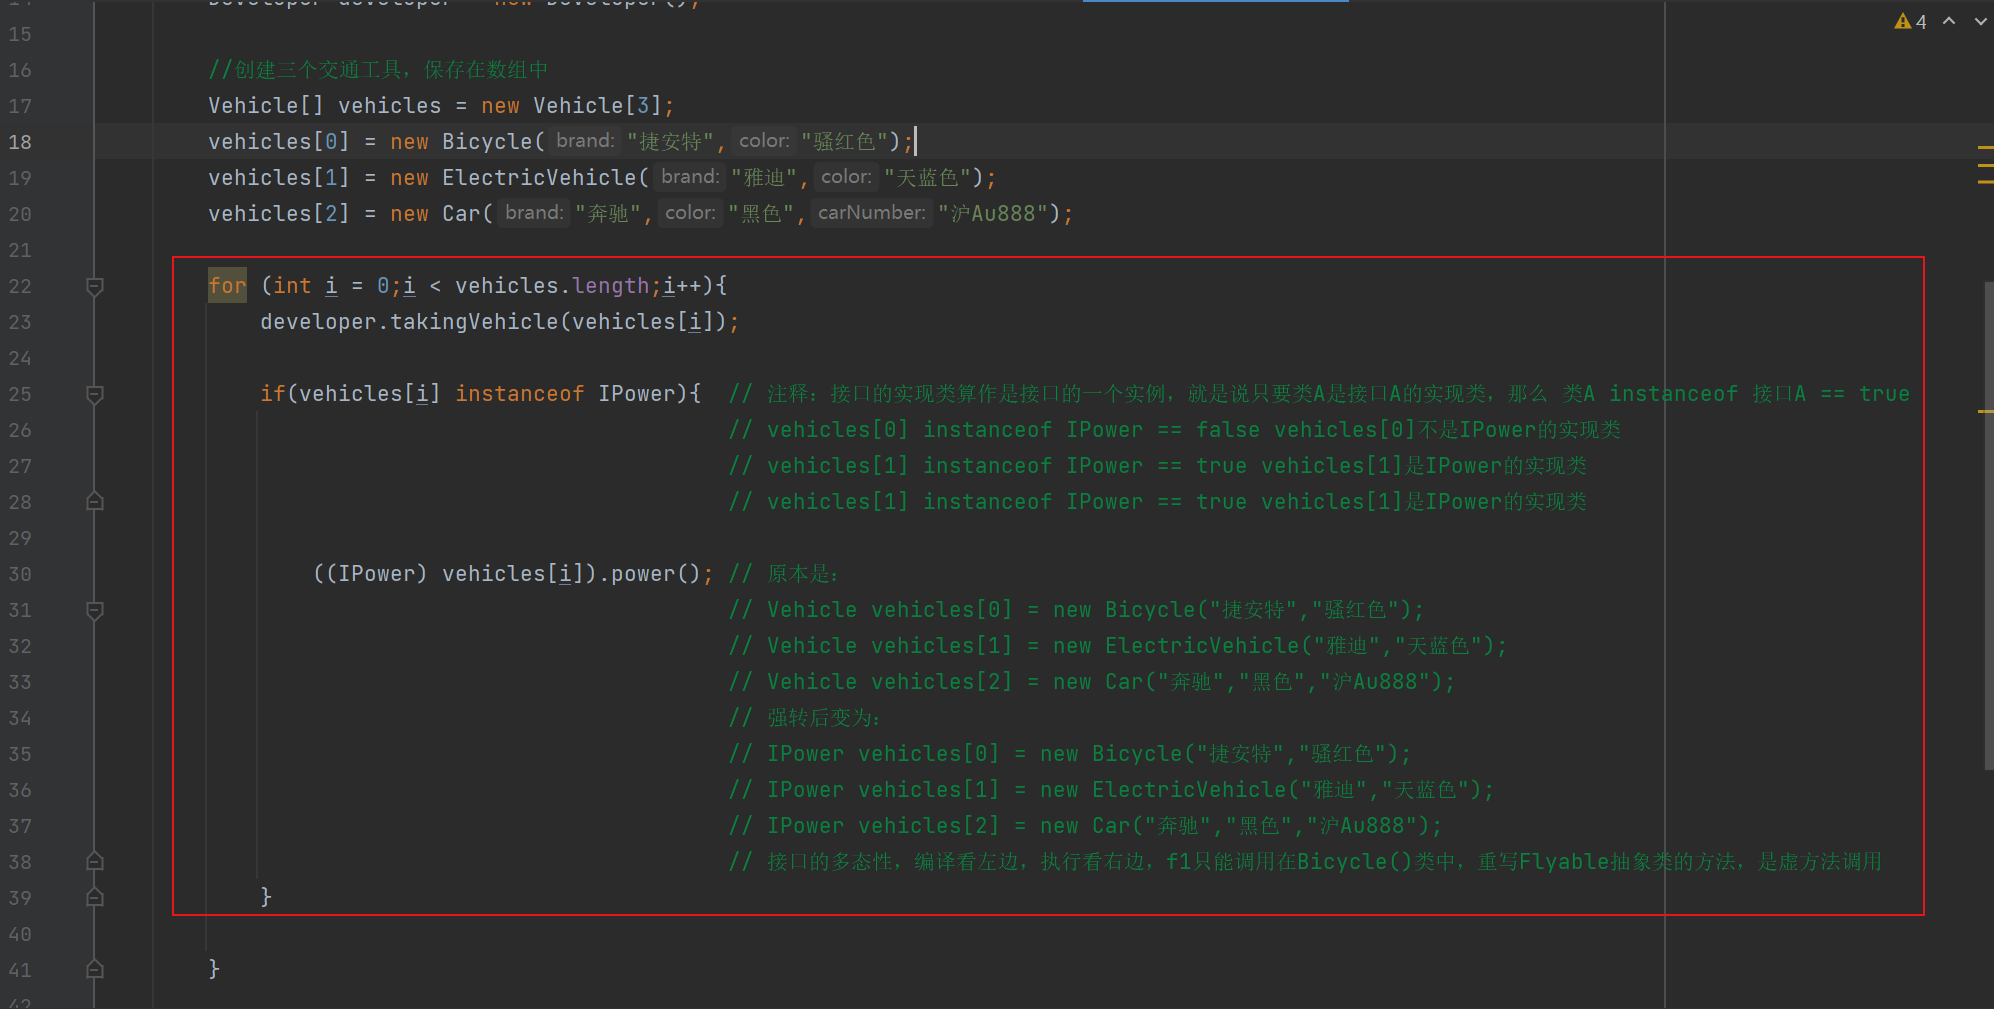 15
16 //创建三个交通工具，保存在数组中
17 Vehicle[] vehicles = new Vehicle[3];
18 vehicles[0] = new Bicycle( brand: "捷安特", color: "骚红色");
19 vehicles[1] = new ElectricVehicle( brand: "雅迪", color: "天蓝色");
20 vehicles[2] = new Car( brand: "奔驰", color: "黑色", carNumber: "沪Au888");
21
22 for (int i = 0;i < vehicles.length;i++){
23 developer.takingVehicle(vehicles[i]);
24
25 if(vehicles[i] instanceof IPower){ // 注释：接口的实现类算作是接口的一个实例，就是说只要类A是接口A的实现类，那么 类A instanceof 接口A == true
26 // vehicles[0] instanceof IPower == false vehicles[0]不是IPower的实现类
27 // vehicles[1] instanceof IPower == true vehicles[1]是IPower的实现类
28 // vehicles[1] instanceof IPower == true vehicles[1]是IPower的实现类
29
30 ((IPower) vehicles[i]).power(); // 原本是：
31 // Vehicle vehicles[0] = new Bicycle("捷安特","骚红色");
32 // Vehicle vehicles[1] = new ElectricVehicle("雅迪","天蓝色");
33 // Vehicle vehicles[2] = new Car("奔驰","黑色","沪Au888");
34 // 强转后变为：
35 // IPower vehicles[0] = new Bicycle("捷安特","骚红色");
36 // IPower vehicles[1] = new ElectricVehicle("雅迪","天蓝色");
37 // IPower vehicles[2] = new Car("奔驰","黑色","沪Au888");
38 // 接口的多态性，编译看左边，执行看右边，f1只能调用在Bicycle()类中，重写Flyable抽象类的方法，是虚方法调用
39 }
40
41 }
4